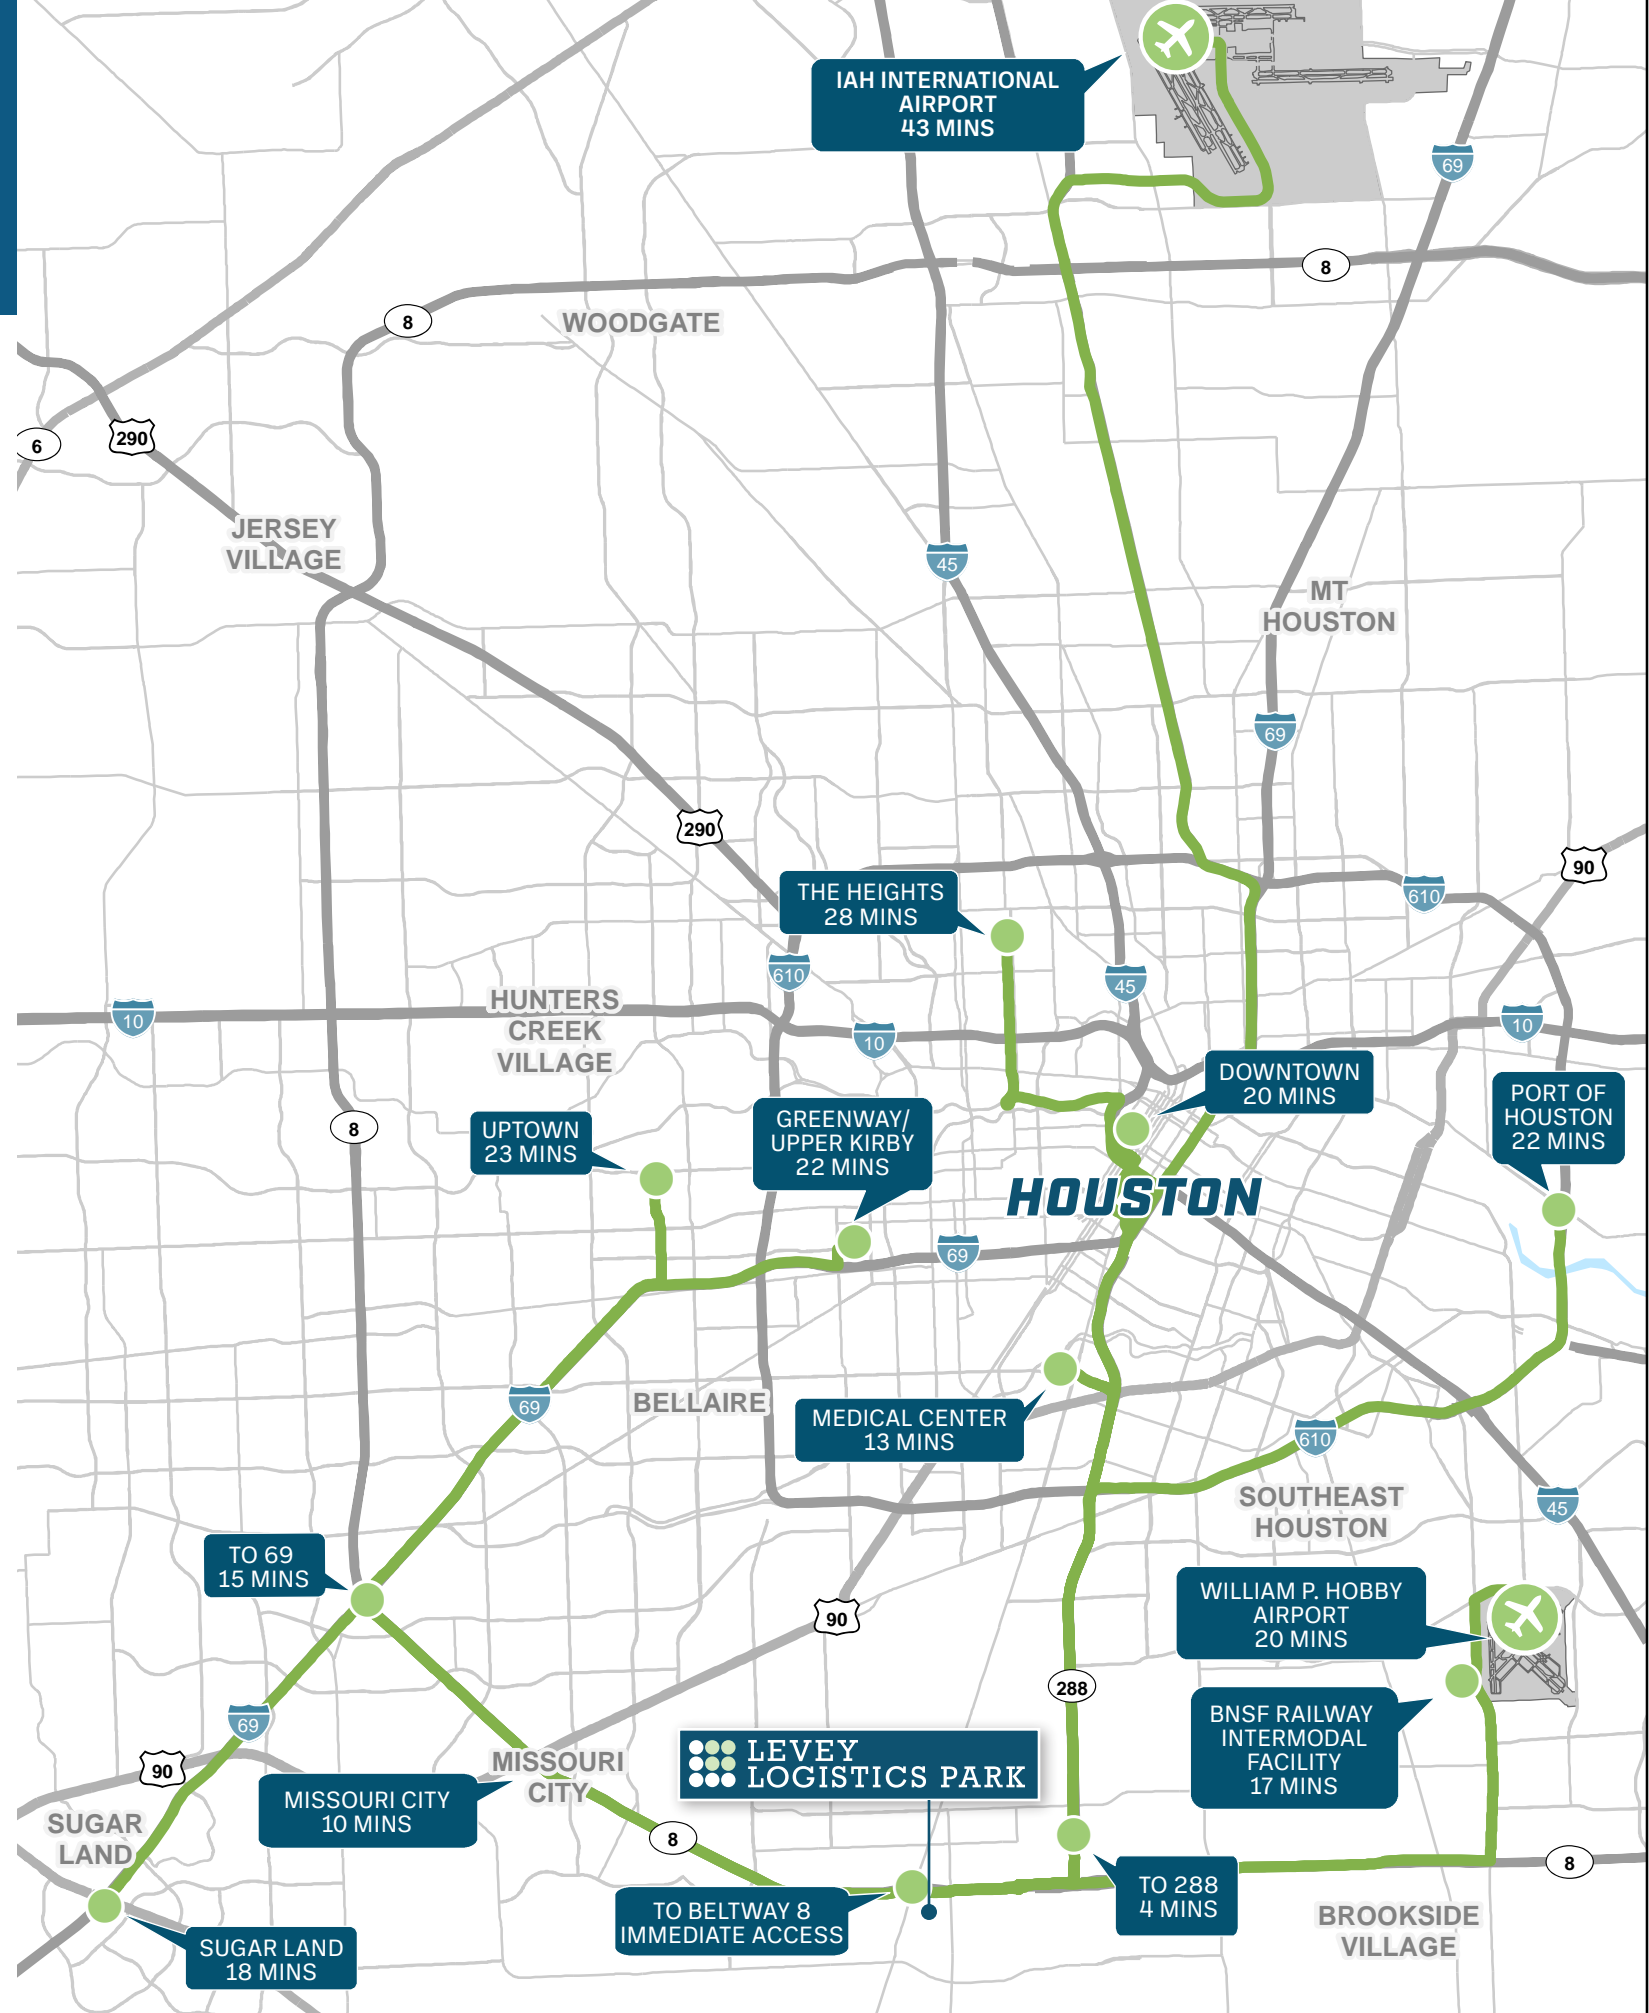 IAH INTERNATIONAL
AIRPORT
43 MINS
69
8
8
WOODGATE
290
6
JERSEY
VILLAGE
45
MT
HOUSTON
69
290
90
610
THE HEIGHTS
28 MINS
610
45
HUNTERS
CREEK
VILLAGE
10
10
10
DOWNTOWN
20 MINS
PORT OF
HOUSTON
22 MINS
GREENWAY/
UPPER KIRBY
22 MINS
UPTOWN
23 MINS
8
HOUSTON
69
69
BELLAIRE
MEDICAL CENTER
13 MINS
610
SOUTHEAST
HOUSTON
45
TO 69
15 MINS
90
WILLIAM P. HOBBY
AIRPORT
20 MINS
288
BNSF RAILWAY
INTERMODAL
FACILITY
17 MINS
69
90
MISSOURI
CITY
LEVEY
LOGISTICS PARK
MISSOURI CITY
10 MINS
SUGAR
LAND
8
8
TO BELTWAY 8
IMMEDIATE ACCESS
TO 288
4 MINS
BROOKSIDE
VILLAGE
SUGAR LAND
18 MINS